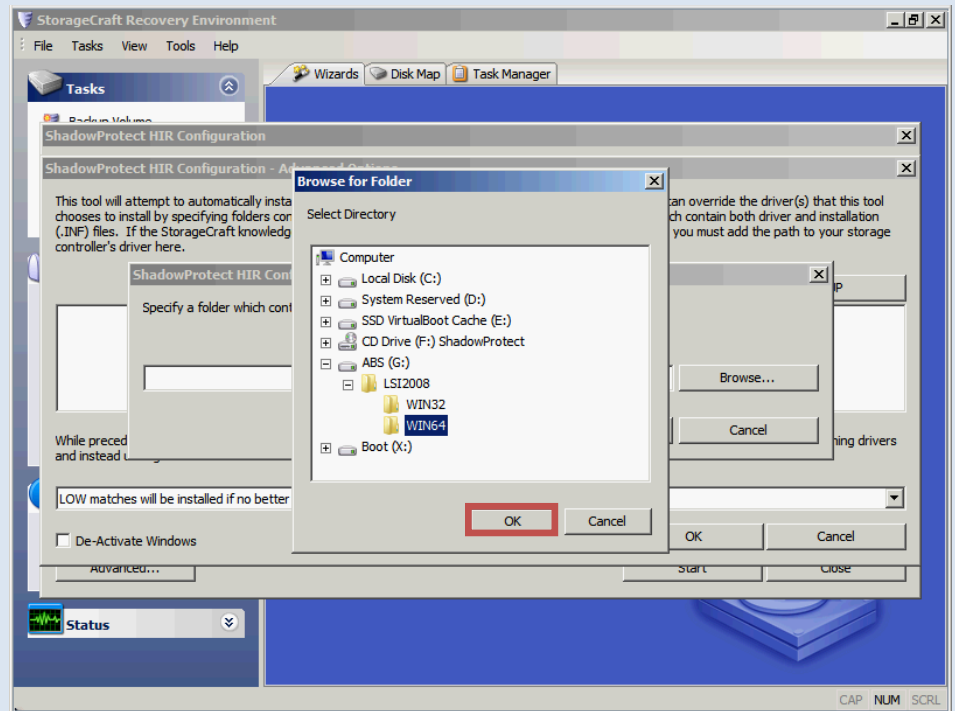 StorageCraft Recovery Environment
File Tasks View Tools Help
Wizards Disk Map Task Manager
Tasks
Backup Volume
ShadowProtect HIR Configuration
ShadowProtect HIR Configuration - Advanced Options
This tool will attempt to automatically insta
can override the driver(s) that this tool
chooses to install by specifying folders con
ch contain both driver and installation
(.INF) files. If the StorageCraft knowledg
you must add the path to your storage
controller's driver here.
ShadowProtect HIR Conf
Specify a folder which cont
Browse...
Cancel
Browse for Folder
Select Directory
Computer
Local Disk (C:)
System Reserved (D:)
SSD VirtualBoot Cache (E:)
CD Drive (F:) ShadowProtect
ABS (G:)
LSI2008
WIN32
WIN64
Boot (X:)
OK Cancel
While preced
ning drivers
and instead u
LOW matches will be installed if no better
De-Activate Windows
OK Cancel
Advanced...
Start Close
Status
CAP NUM SCRL